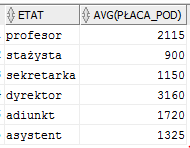 ETAT AVG(PŁACA_POD)
profesor 2115
stażysta 900
sekretarka 1150
dyrektor 3160
adiunkt 1720
asystent 1325